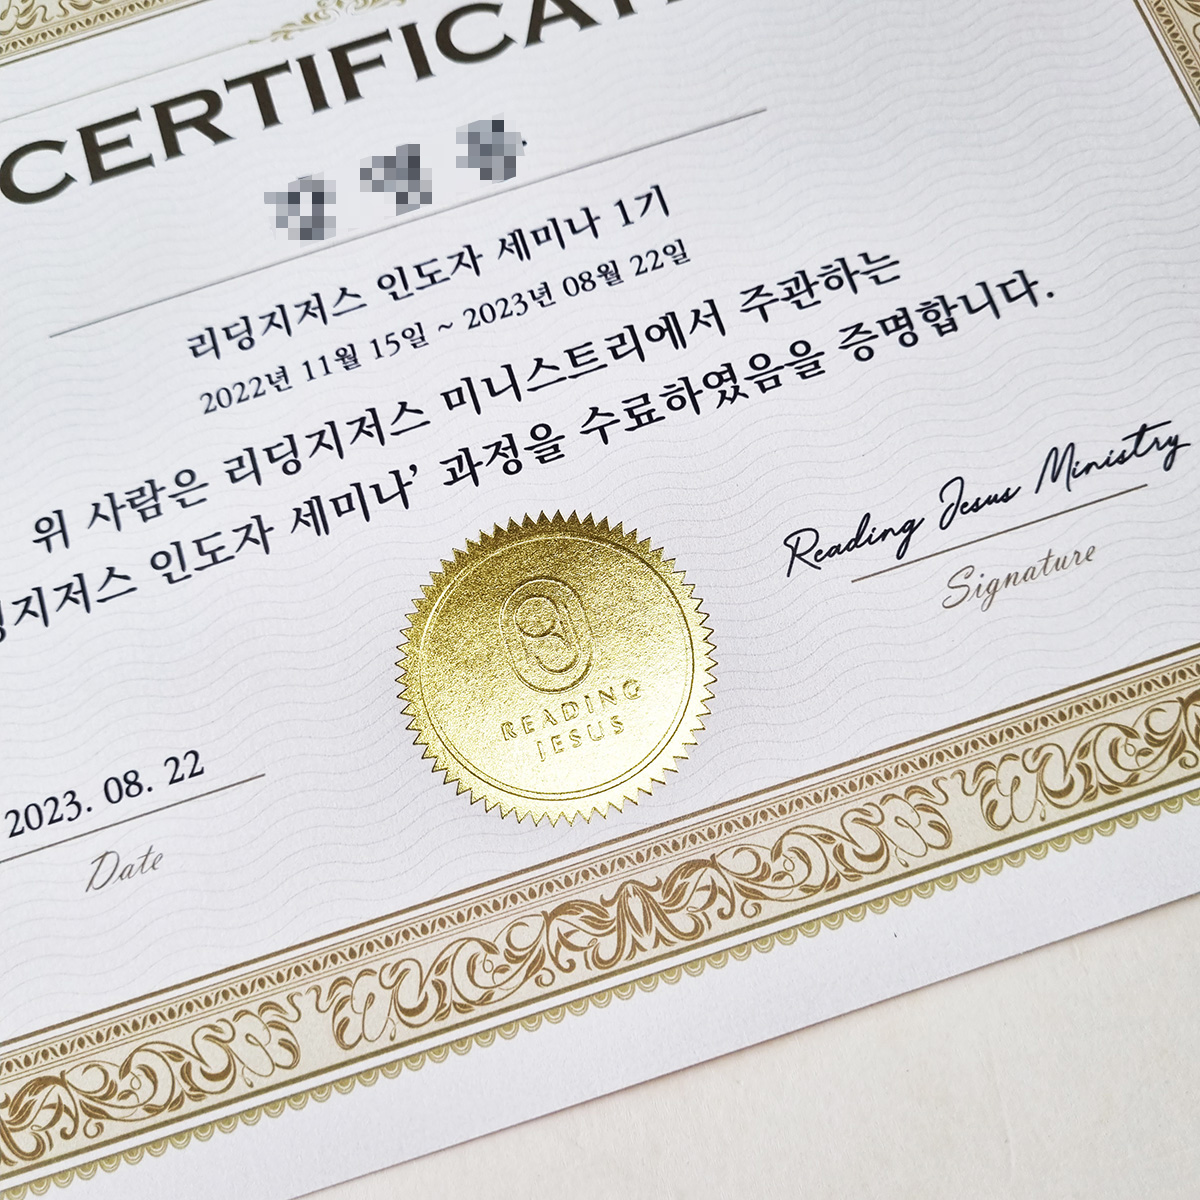 CERTIFICAT
리딩지저스 인도자 세미나 1기
2022년 11월 15일 ~ 2023년 08월 22일
위 사람은 리딩지저스 미니스트리에서 주관하는
지저스 인도자 세미나’ 과정을 수료하였음을 증명합니다.
Reading Jesus Ministry
Signature
READING
JESUS
2023. 08. 22
Date